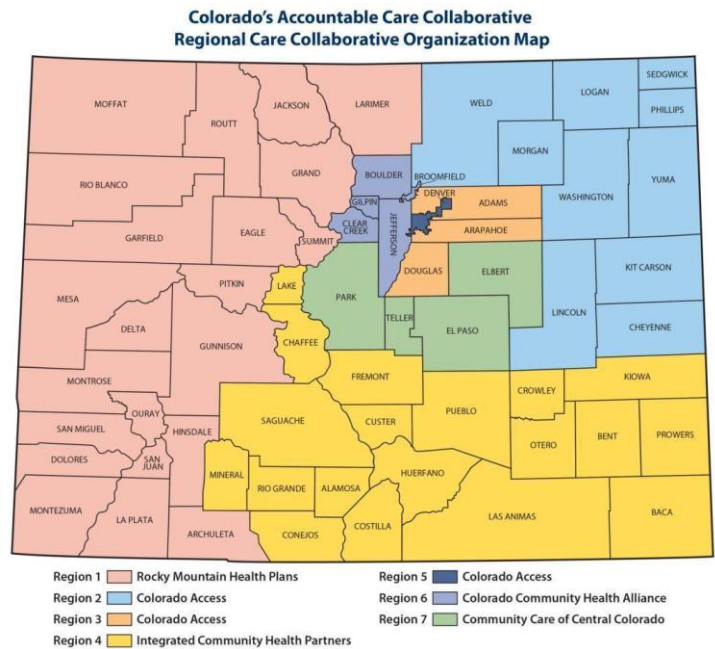 Colorado's Accountable Care Collaborative
Regional Care Collaborative Organization Map
MOFFAT
ROUTT
JACKSON
LARIMER
WELD
LOGAN
SEDGWICK
PHILLIPS
MORGAN
RIO BLANCO
GRAND
BOULDER
BROOMFIELD
GILPIN
DENVER
ADAMS
WASHINGTON
YUMA
GARFIELD
EAGLE
SUMMIT
CLEAR
CREEK
JEFFERSON
ARAPAHOE
MESA
PITKIN
LAKE
PARK
DOUGLAS
ELBERT
KIT CARSON
DELTA
GUNNISON
CHAFFEE
TELLER
EL PASO
LINCOLN
CHEYENNE
MONTROSE
FREMONT
CROWLEY
KIOWA
OURAY
SAN MIGUEL
HINSDALE
SAGUACHE
CUSTER
PUEBLO
OTERO
BENT
PROWERS
DOLORES
SAN
JUAN
MINERAL
RIO GRANDE
ALAMOSA
HUERFANO
MONTEZUMA
LA PLATA
ARCHULETA
CONEJOS
COSTILLA
LAS ANIMAS
BACA
Region 1 Rocky Mountain Health Plans
Region 2 Colorado Access
Region 3 Colorado Access
Region 4 Integrated Community Health Partners
Region 5 Colorado Access
Region 6 Colorado Community Health Alliance
Region 7 Community Care of Central Colorado